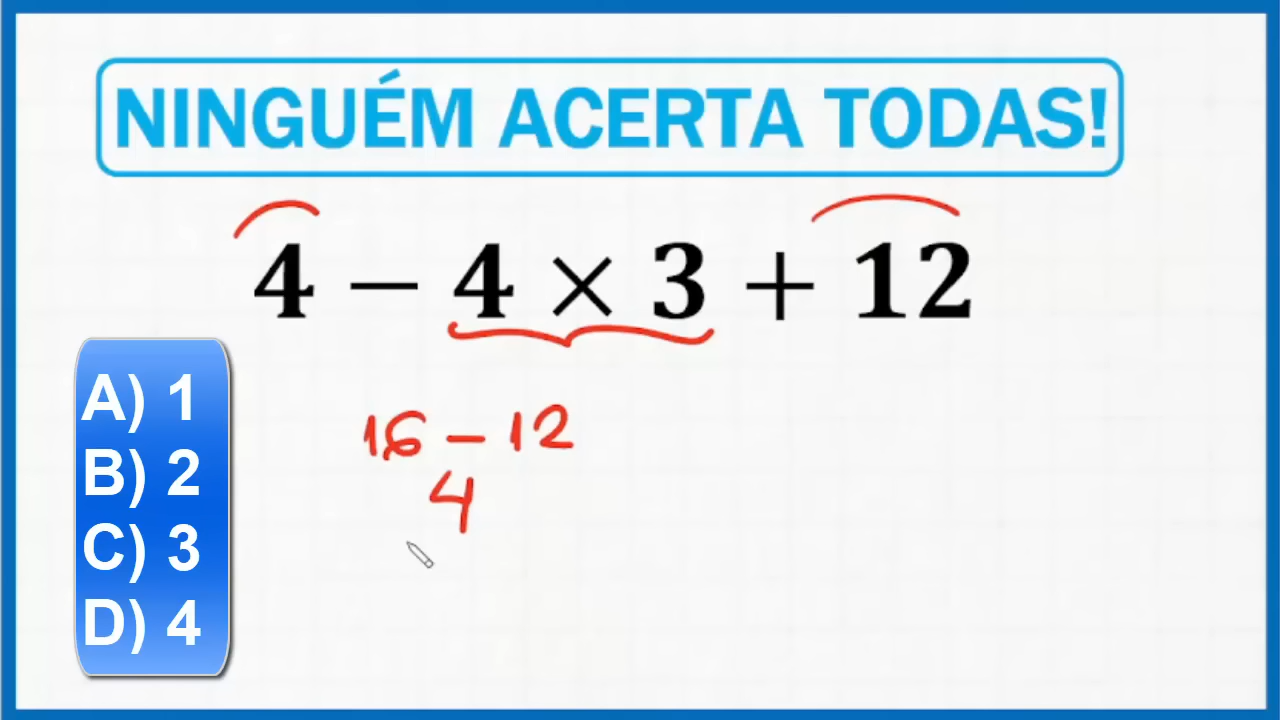 NINGUÉM ACERTA TODAS!
4 − 4 × 3 + 12
A) 1
B) 2
C) 3
D) 4
16 − 12
4